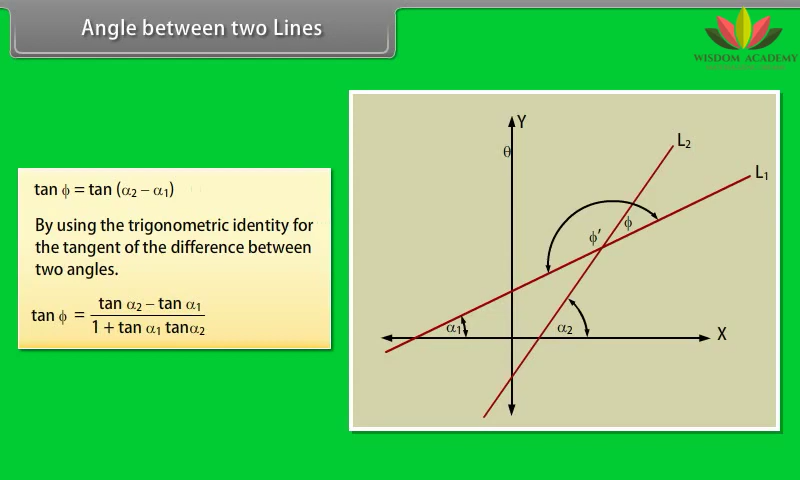 Angle between two Lines
WISDOM ACADEMY
tan ϕ = tan (α₂ − α₁)
By using the trigonometric identity for
the tangent of the difference between
two angles.
tan ϕ = (tan α₂ − tan α₁) / (1 + tan α₁ tanα₂)
Y
θ
L₂
L₁
ϕ
ϕ′
α₁
α₂
X